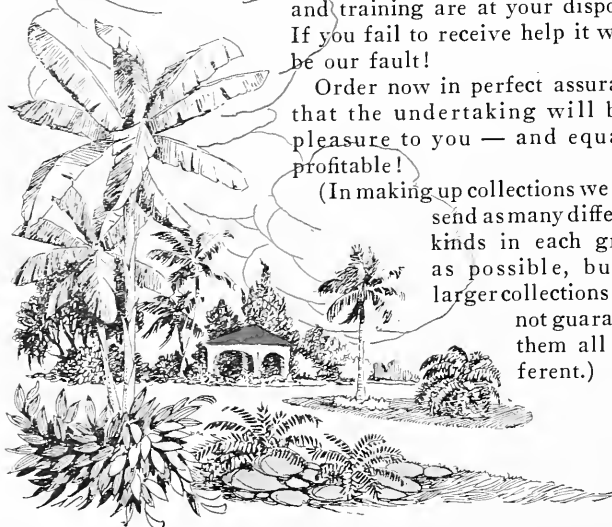 and training are at your dispo
If you fail to receive help it w
be our fault!
Order now in perfect assura
that the undertaking will b
pleasure to you — and equa
profitable!
(In making up collections we
send as many diffe
kinds in each gr
as possible, bu
larger collections
not guara
them all
ferent.)